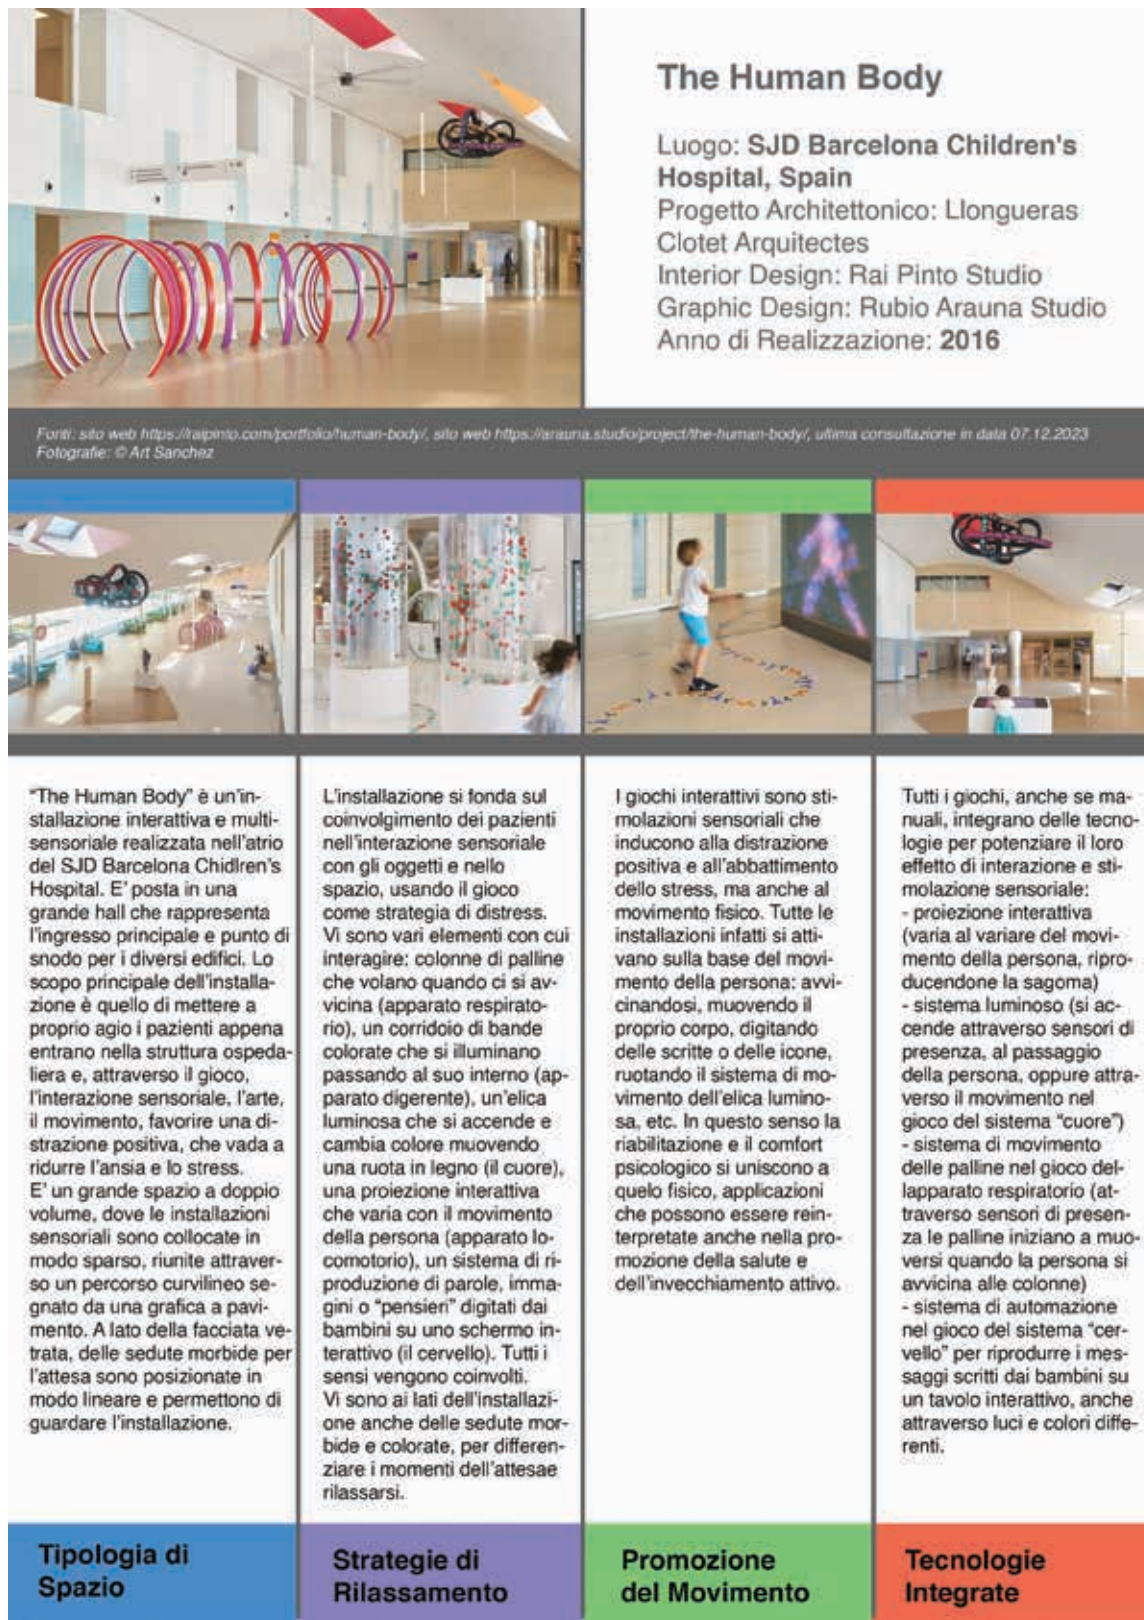 The Human Body
Luogo: SJD Barcelona Children's
Hospital, Spain
Progetto Architettonico: Llongueras
Clotet Arquitectes
Interior Design: Rai Pinto Studio
Graphic Design: Rubio Arauna Studio
Anno di Realizzazione: 2016
Fonti: sito web https://raipinto.com/portfolio/human-body/, sito web https://arauna.studio/project/the-human-body/, ultima consultazione in data 07.12.2023
Fotografie: © Art Sanchez
"The Human Body" è un'in-
stallazione interattiva e multi-
sensoriale realizzata nell'atrio
del SJD Barcelona Chidlren's
Hospital. E' posta in una
grande hall che rappresenta
l'ingresso principale e punto di
snodo per i diversi edifici. Lo
scopo principale dell'installa-
zione è quello di mettere a
proprio agio i pazienti appena
entrano nella struttura ospeda-
liera e, attraverso il gioco,
l'interazione sensoriale, l'arte,
il movimento, favorire una di-
strazione positiva, che vada a
ridurre l'ansia e lo stress.
E' un grande spazio a doppio
volume, dove le installazioni
sensoriali sono collocate in
modo sparso, riunite attraver-
so un percorso curvilineo se-
gnato da una grafica a pavi-
mento. A lato della facciata ve-
trata, delle sedute morbide per
l'attesa sono posizionate in
modo lineare e permettono di
guardare l'installazione.
L'installazione si fonda sul
coinvolgimento dei pazienti
nell'interazione sensoriale
con gli oggetti e nello
spazio, usando il gioco
come strategia di distress.
Vi sono vari elementi con cui
interagire: colonne di palline
che volano quando ci si av-
vicina (apparato respirato-
rio), un corridoio di bande
colorate che si illuminano
passando al suo interno (ap-
parato digerente), un'elica
luminosa che si accende e
cambia colore muovendo
una ruota in legno (il cuore),
una proiezione interattiva
che varia con il movimento
della persona (apparato lo-
comotorio), un sistema di ri-
produzione di parole, imma-
gini o "pensieri" digitati dai
bambini su uno schermo in-
terattivo (il cervello). Tutti i
sensi vengono coinvolti.
Vi sono ai lati dell'installazi-
one anche delle sedute mor-
bide e colorate, per differen-
ziare i momenti dell'attesae
rilassarsi.
I giochi interattivi sono sti-
molazioni sensoriali che
inducono alla distrazione
positiva e all'abbattimento
dello stress, ma anche al
movimento fisico. Tutte le
installazioni infatti si atti-
vano sulla base del movi-
mento della persona: avvi-
cinandosi, muovendo il
proprio corpo, digitando
delle scritte o delle icone,
ruotando il sistema di mo-
vimento dell'elica lumino-
sa, etc. In questo senso la
riabilitazione e il comfort
psicologico si uniscono a
quelo fisico, applicazioni
che possono essere rein-
terpretate anche nella pro-
mozione della salute e
dell'invecchiamento attivo.
Tutti i giochi, anche se ma-
nuali, integrano delle tecno-
logie per potenziare il loro
effetto di interazione e sti-
molazione sensoriale:
- proiezione interattiva
(varia al variare del movi-
mento della persona, ripro-
ducendone la sagoma)
- sistema luminoso (si ac-
cende attraverso sensori di
presenza, al passaggio
della persona, oppure attra-
verso il movimento nel
gioco del sistema "cuore")
- sistema di movimento
delle palline nel gioco del-
lapparato respiratorio (at-
traverso sensori di presen-
za le palline iniziano a muo-
versi quando la persona si
avvicina alle colonne)
- sistema di automazione
nel gioco del sistema "cer-
vello" per riprodurre i mes-
saggi scritti dai bambini su
un tavolo interattivo, anche
attraverso luci e colori diffe-
renti.
Tipologia di
Spazio
Strategie di
Rilassamento
Promozione
del Movimento
Tecnologie
Integrate